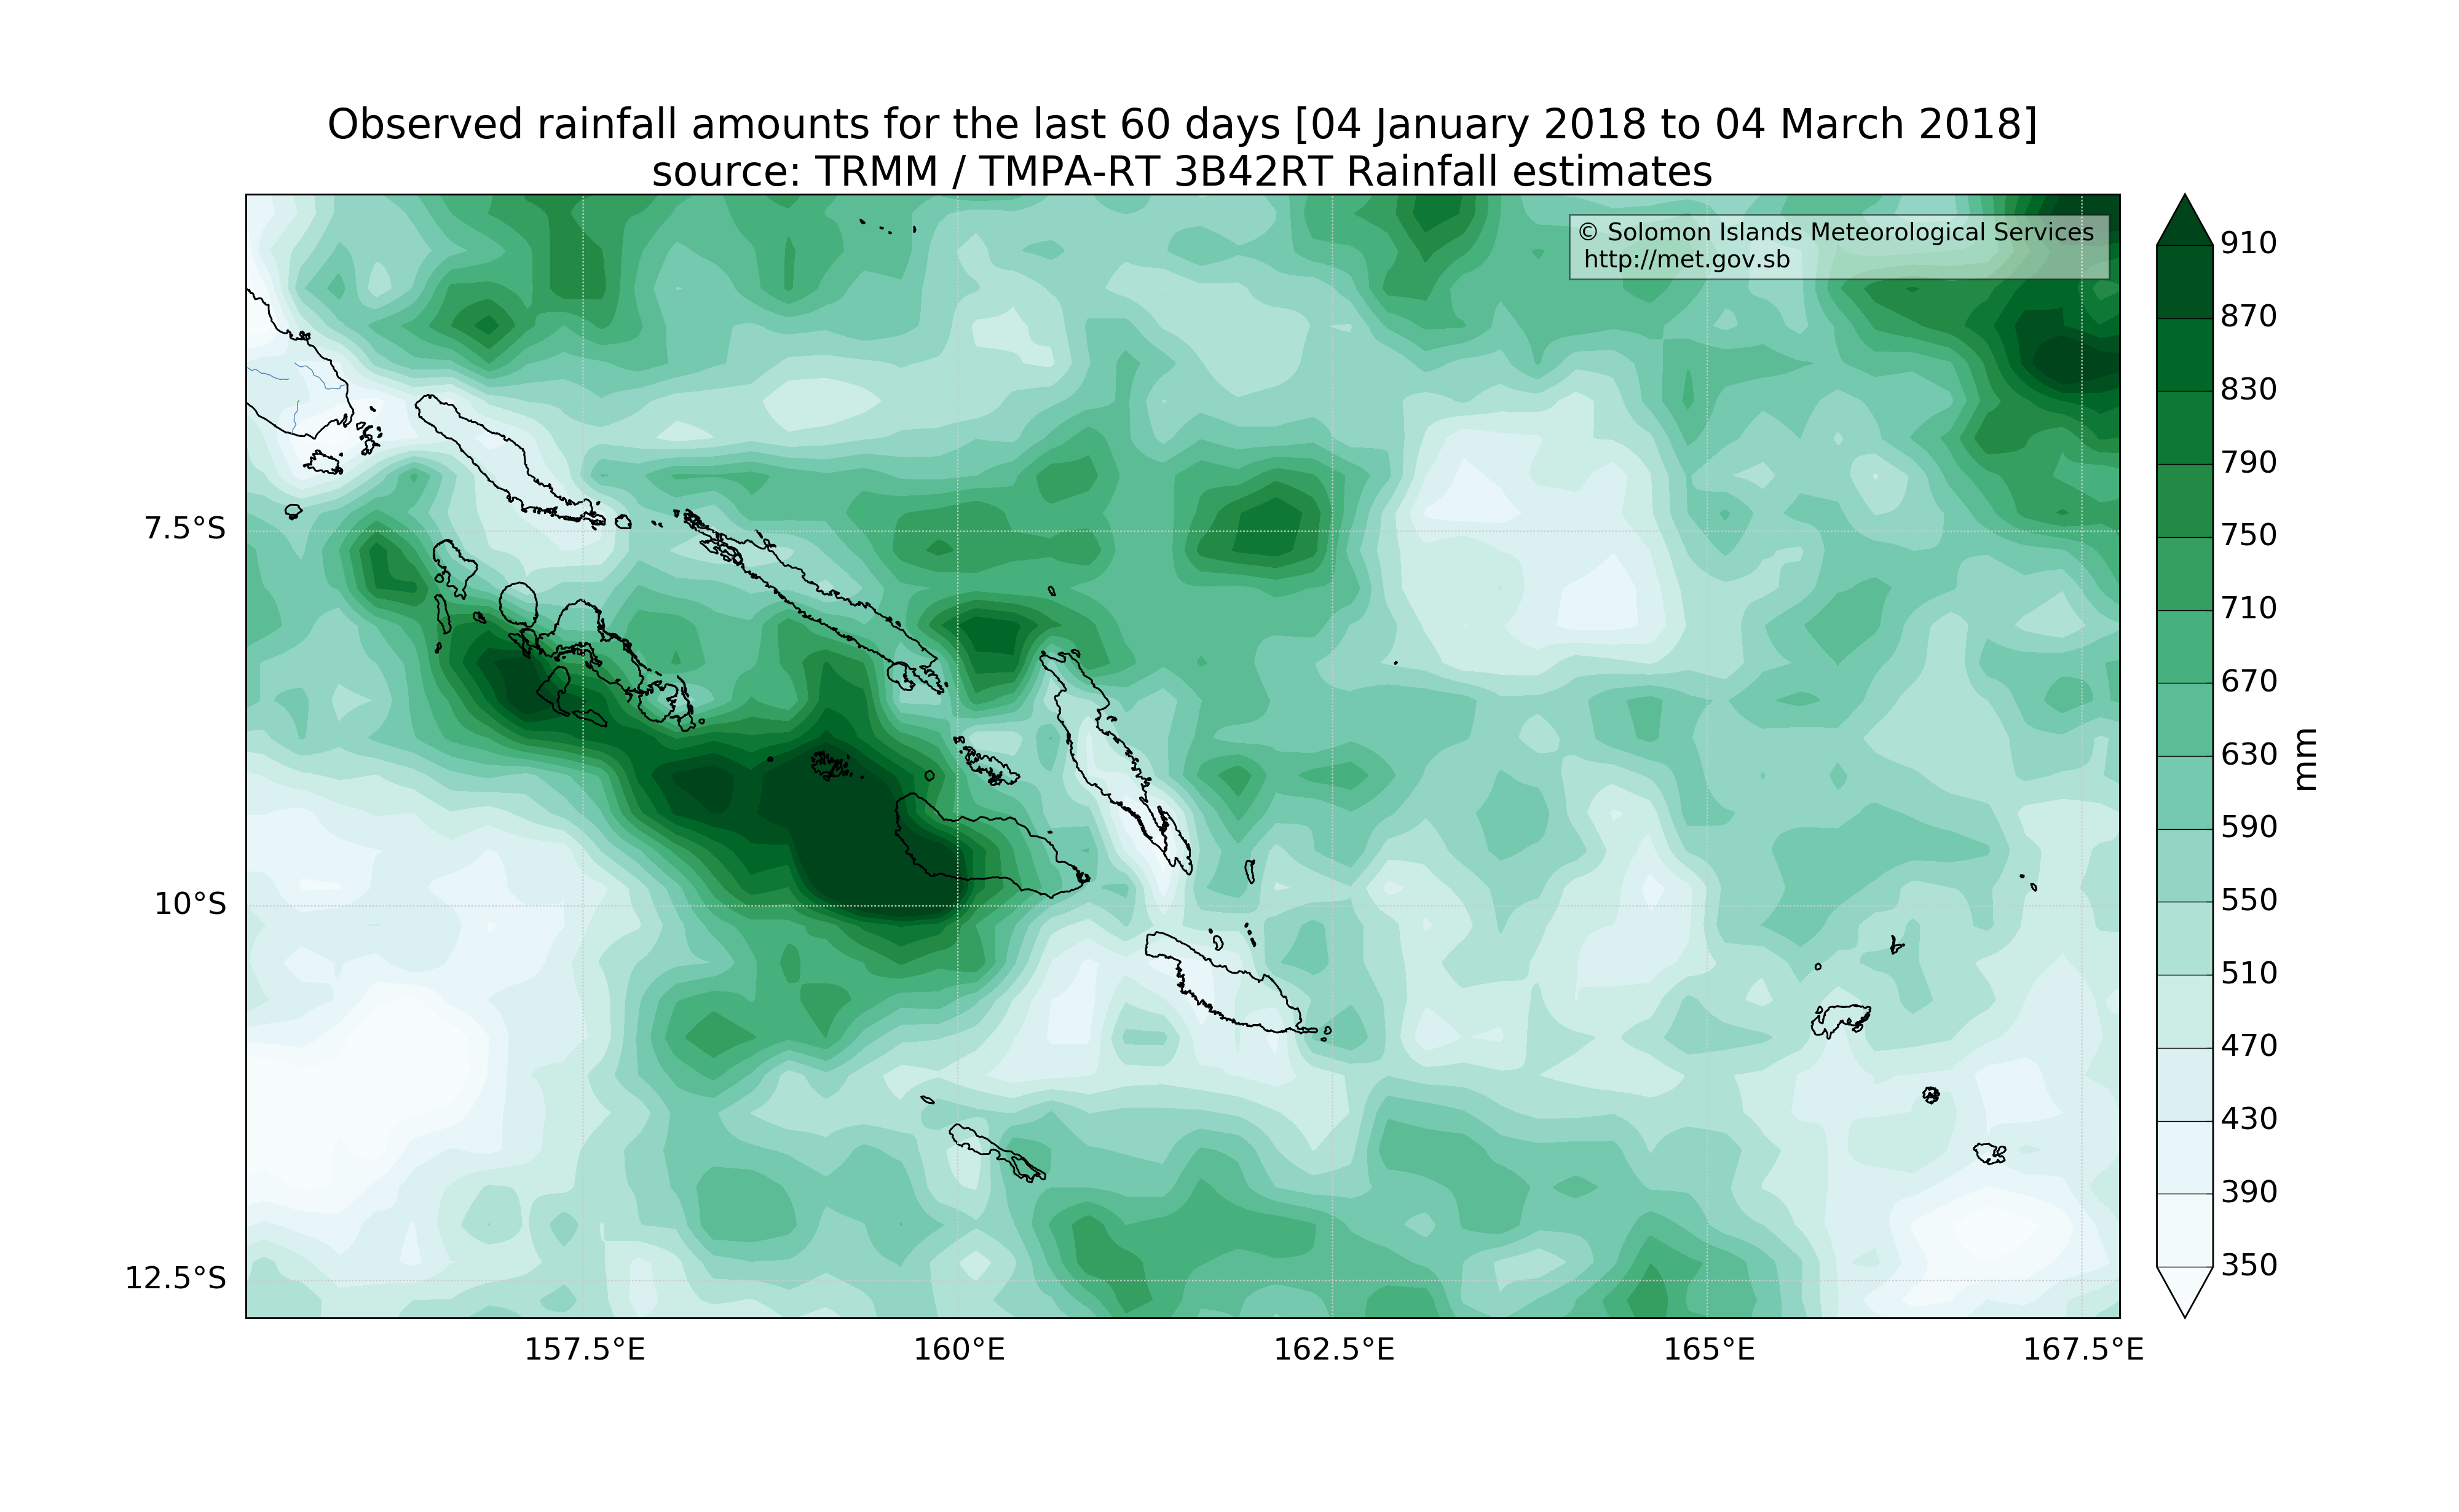 Observed rainfall amounts for the last 60 days [04 January 2018 to 04 March 2018]
source: TRMM / TMPA-RT 3B42RT Rainfall estimates
© Solomon Islands Meteorological Services
http://met.gov.sb
7.5°S
10°S
12.5°S
157.5°E
160°E
162.5°E
165°E
167.5°E
910
870
830
790
750
710
670
630
590
550
510
470
430
390
350
mm